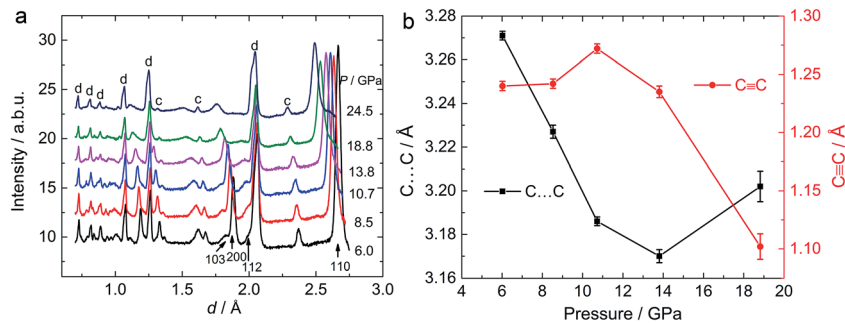 a
Intensity / a.b.u.
30
25
20
15
10
d d d d d c c d c
P / GPa
24.5
18.8
13.8
10.7
8.5
6.0
103 200 112 110
1.0 1.5 2.0 2.5 3.0
d / Å
b
C…C / Å
3.28
3.26
3.24
3.22
3.20
3.18
3.16
C≡C
C…C
1.30
1.25
1.20
1.15
1.10
C≡C / Å
4 6 8 10 12 14 16 18 20
Pressure / GPa